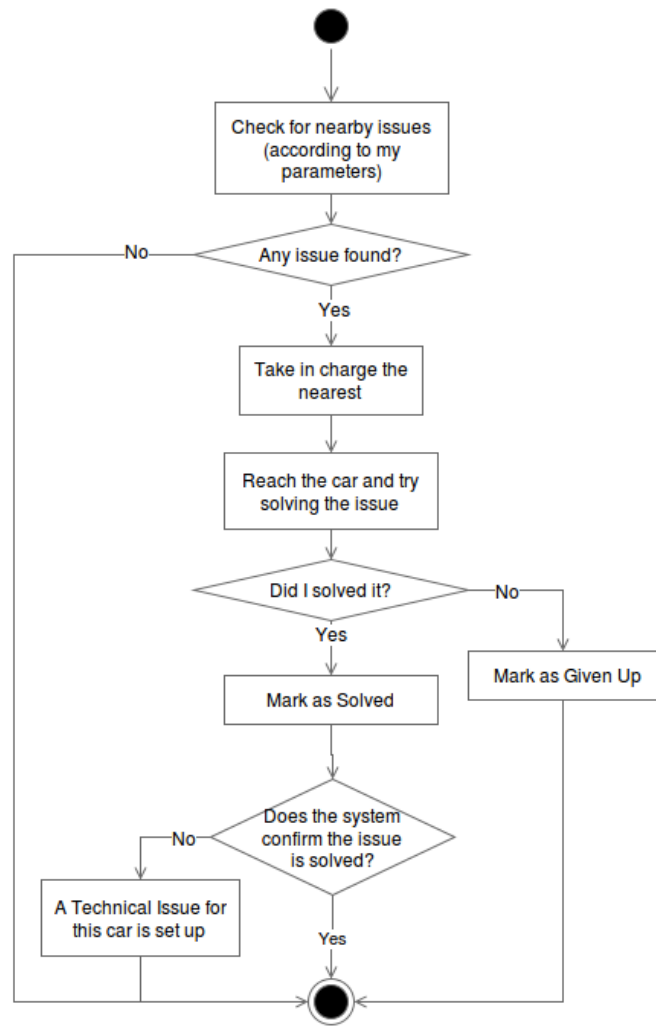 Check for nearby issues
(according to my
parameters)
No
Any issue found?
Yes
Take in charge the
nearest
Reach the car and try
solving the issue
Did I solved it?
No
Yes
Mark as Given Up
Mark as Solved
Does the system
confirm the issue
is solved?
No
A Technical Issue for
this car is set up
Yes